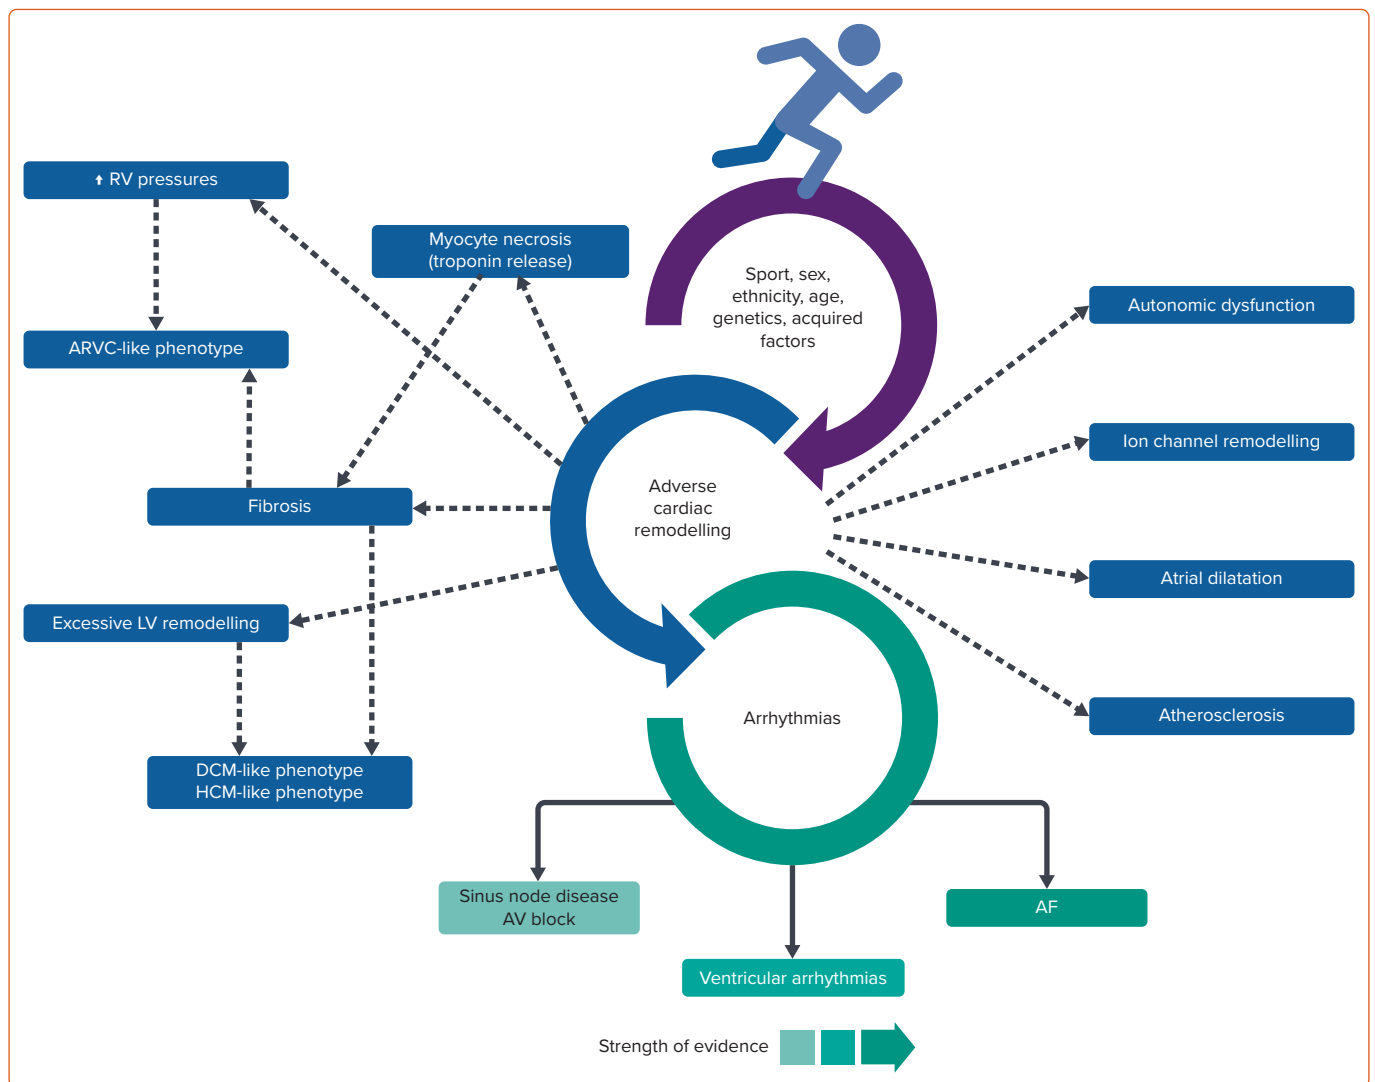 ⬆ RV pressures
Myocyte necrosis
(troponin release)
ARVC-like phenotype
Fibrosis
Excessive LV remodelling
DCM-like phenotype
HCM-like phenotype
Sport, sex,
ethnicity, age,
genetics, acquired
factors
Adverse
cardiac
remodelling
Arrhythmias
Autonomic dysfunction
Ion channel remodelling
Atrial dilatation
Atherosclerosis
Sinus node disease
AV block
Ventricular arrhythmias
AF
Strength of evidence